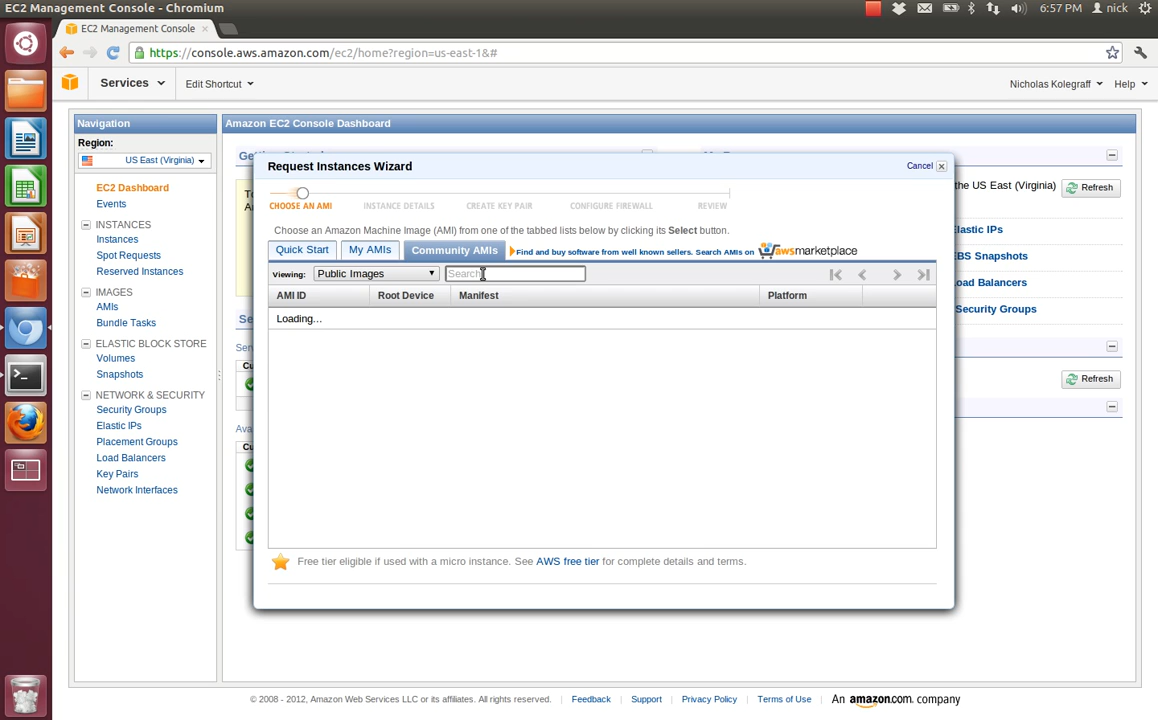 EC2 Management Console - Chromium
6:57 PM nick
EC2 Management Console
https://console.aws.amazon.com/ec2/home?region=us-east-1&#
Services Edit Shortcut Nicholas Kolegraff Help
Navigation
Region:
US East (Virginia)
EC2 Dashboard
Events
INSTANCES
Instances
Spot Requests
Reserved Instances
IMAGES
AMIs
Bundle Tasks
ELASTIC BLOCK STORE
Volumes
Snapshots
NETWORK & SECURITY
Security Groups
Elastic IPs
Placement Groups
Load Balancers
Key Pairs
Network Interfaces
Amazon EC2 Console Dashboard
Request Instances Wizard
Cancel
CHOOSE AN AMI INSTANCE DETAILS CREATE KEY PAIR CONFIGURE FIREWALL REVIEW
Choose an Amazon Machine Image (AMI) from one of the tabbed lists below by clicking its Select button.
Quick Start My AMIs Community AMIs Find and buy software from well known sellers. Search AMIs on awsmarketplace
Viewing: Public Images Search
AMI ID Root Device Manifest Platform
Loading...
Free tier eligible if used with a micro instance. See AWS free tier for complete details and terms.
the US East (Virginia) Refresh
Elastic IPs
EBS Snapshots
Load Balancers
Security Groups
Refresh
© 2008 - 2012, Amazon Web Services LLC or its affiliates. All rights reserved. Feedback Support Privacy Policy Terms of Use An amazon.com. company